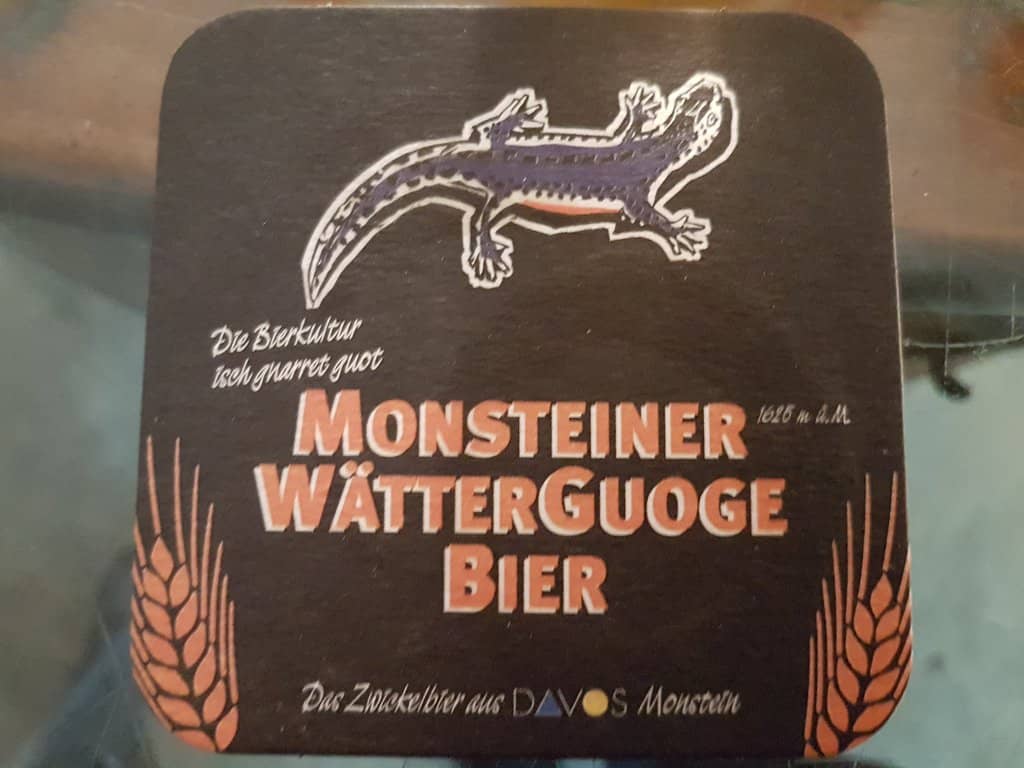 Die Bierkultur
isch gnarret guot
MONSTEINER 1625 m ü.M.
WÄTTERGUOGE
BIER
Das Zwickelbier aus DAVOS Monstein